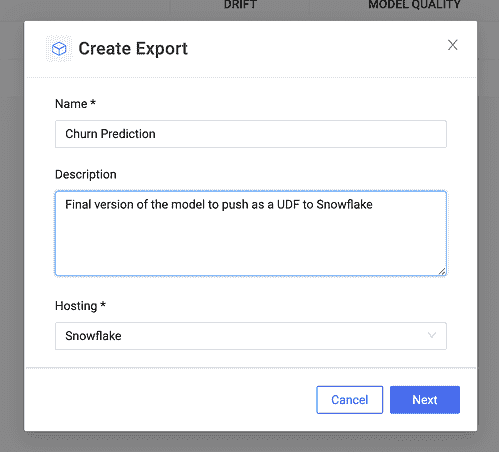 DRIFT MODEL QUALITY
Create Export
Name *
Churn Prediction
Description
Final version of the model to push as a UDF to Snowflake
Hosting *
Snowflake
Cancel Next